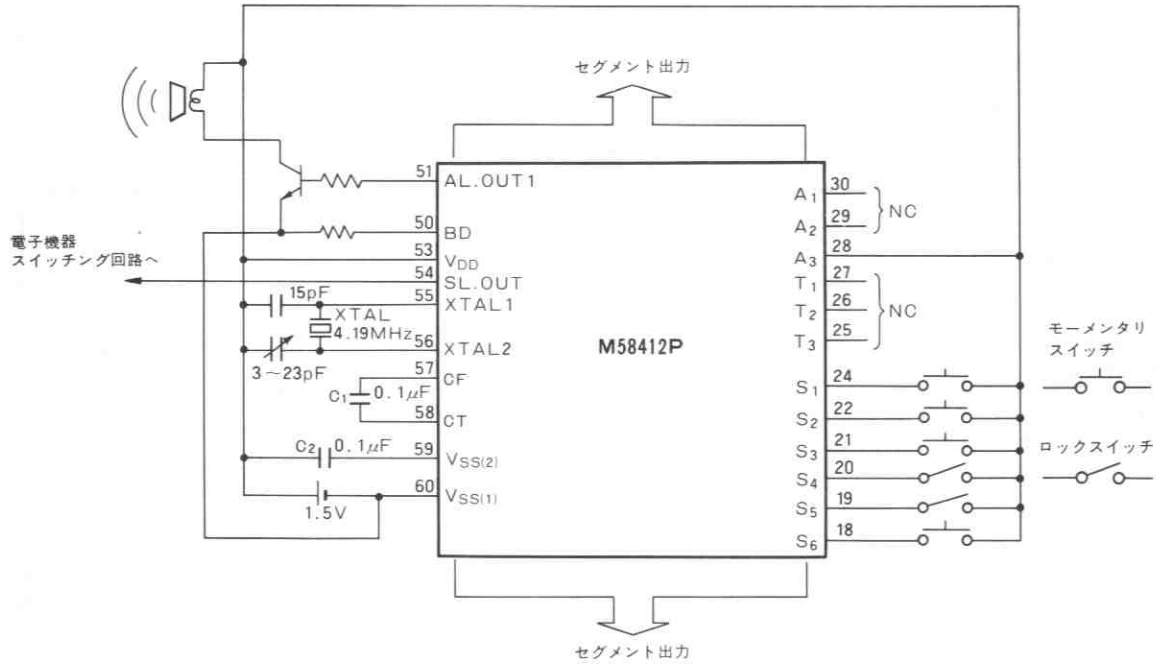 セグメント出力
51
AL.OUT1
50
BD
電子機器
スイッチング回路へ
53
VDD
54
SL.OUT
15pF
55
XTAL1
XTAL
4.19MHz
56
XTAL2
3～23pF
57
CF
C1 0.1μF
58
CT
C2 0.1μF
59
VSS(2)
60
VSS(1)
1.5V
M58412P
A1
30
A2
29
NC
A3
28
T1
27
T2
26
T3
25
NC
S1
24
S2
22
S3
21
S4
20
S5
19
S6
18
モーメンタリ
スイッチ
ロックスイッチ
セグメント出力